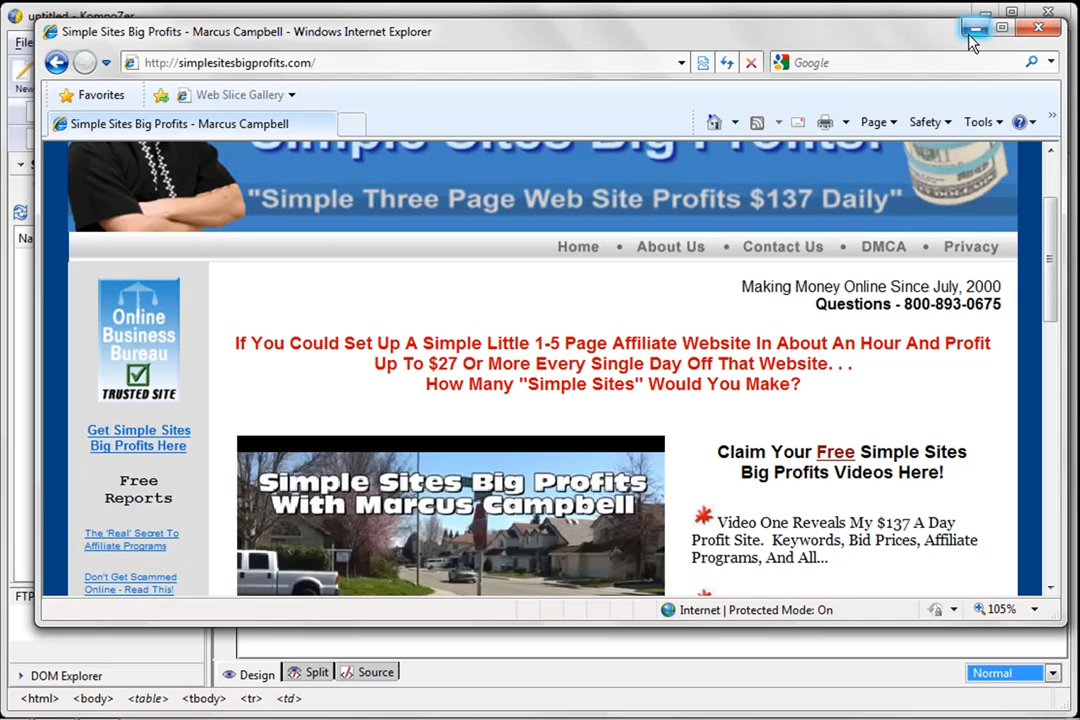 untitled - KompoZer
File
New
Simple Sites Big Profits - Marcus Campbell - Windows Internet Explorer
http://simplesitesbigprofits.com/
Google
Favorites
Web Slice Gallery
Simple Sites Big Profits - Marcus Campbell
Page
Safety
Tools
»
Simple Sites Big Profits!
"Simple Three Page Web Site Profits $137 Daily"
Home • About Us • Contact Us • DMCA • Privacy
Making Money Online Since July, 2000
Questions - 800-893-0675
Online
Business
Bureau
TRUSTED SITE
If You Could Set Up A Simple Little 1-5 Page Affiliate Website In About An Hour And Profit
Up To $27 Or More Every Single Day Off That Website. . .
How Many "Simple Sites" Would You Make?
Get Simple Sites
Big Profits Here
Free
Reports
The 'Real' Secret To
Affiliate Programs
Don't Get Scammed
Online - Read This!
Simple Sites Big Profits
With Marcus Campbell
Claim Your Free Simple Sites
Big Profits Videos Here!
Video One Reveals My $137 A Day
Profit Site. Keywords, Bid Prices, Affiliate
Programs, And All...
Internet | Protected Mode: On
105%
FTP
DOM Explorer
Design
Split
Source
Normal
<html> <body> <table> <tbody> <tr> <td>